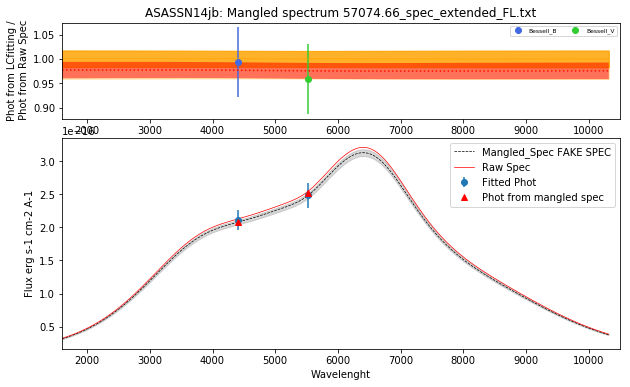 ASASSN14jb: Mangled spectrum 57074.66_spec_extended_FL.txt
Phot from LCfitting /
Phot from Raw Spec
1.05
1.00
0.95
0.90
Bessell_B
Bessell_V
2000 3000 4000 5000 6000 7000 8000 9000 10000
1e−16
Flux erg s-1 cm-2 A-1
3.0
2.5
2.0
1.5
1.0
0.5
Mangled_Spec FAKE SPEC
Raw Spec
Fitted Phot
Phot from mangled spec
2000 3000 4000 5000 6000 7000 8000 9000 10000
Wavelenght